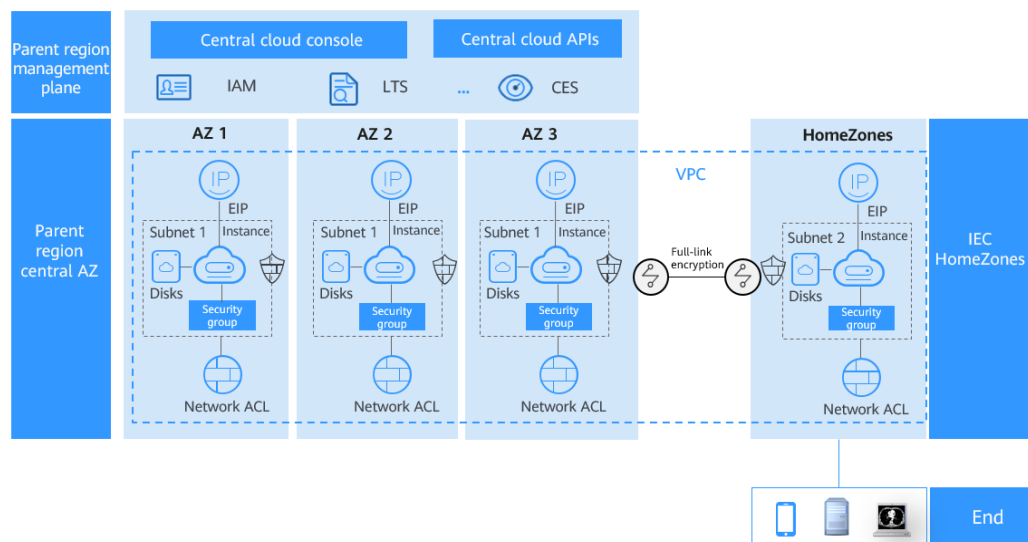 Parent region
management
plane
Central cloud console
Central cloud APIs
IAM
LTS
...
CES
Parent
region
central AZ
AZ 1
IP
EIP
Subnet 1
Instance
Disks
Security
group
Network ACL
AZ 2
IP
EIP
Subnet 1
Instance
Disks
Security
group
Network ACL
AZ 3
IP
EIP
Subnet 1
Instance
Disks
Security
group
Network ACL
VPC
Full-link
encryption
HomeZones
IP
EIP
Subnet 2
Instance
Disks
Security
group
Network ACL
IEC
HomeZones
End